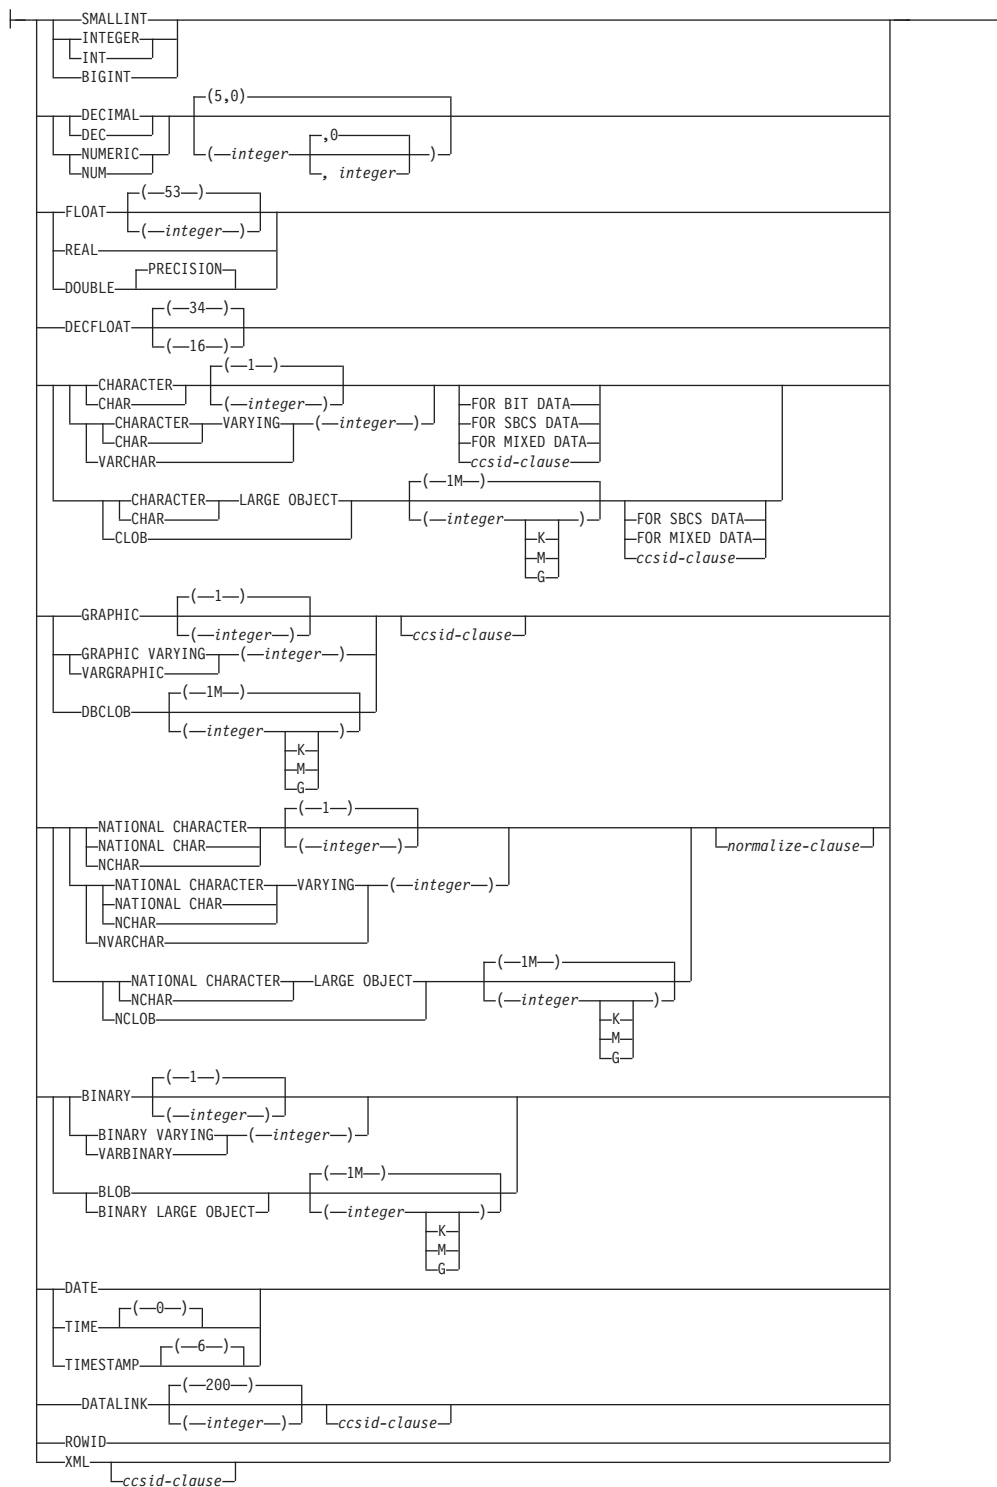 SMALLINT
INTEGER
INT
BIGINT
(5,0)
DECIMAL
DEC
,0
NUMERIC
( integer )
NUM
, integer
( 53 )
FLOAT
( integer )
REAL
PRECISION
DOUBLE
( 34 )
DECFLOAT
( 16 )
( 1 )
CHARACTER
CHAR
( integer )
FOR BIT DATA
CHARACTER VARYING ( integer )
FOR SBCS DATA
CHAR
FOR MIXED DATA
VARCHAR
ccsid-clause
( 1M )
CHARACTER LARGE OBJECT
CHAR
( integer )
FOR SBCS DATA
CLOB
K
FOR MIXED DATA
M
ccsid-clause
G
( 1 )
GRAPHIC
( integer )
ccsid-clause
GRAPHIC VARYING ( integer )
VARGRAPHIC
( 1M )
DBCLOB
( integer )
K
M
G
( 1 )
NATIONAL CHARACTER
NATIONAL CHAR
( integer )
normalize-clause
NCHAR
NATIONAL CHARACTER VARYING ( integer )
NATIONAL CHAR
NCHAR
NVARCHAR
( 1M )
NATIONAL CHARACTER LARGE OBJECT
NCHAR
( integer )
NCLOB
K
M
G
( 1 )
BINARY
( integer )
BINARY VARYING ( integer )
VARBINARY
( 1M )
BLOB
BINARY LARGE OBJECT
( integer )
K
M
G
DATE
( 0 )
TIME
( 6 )
TIMESTAMP
( 200 )
DATALINK
( integer )
ccsid-clause
ROWID
XML
ccsid-clause